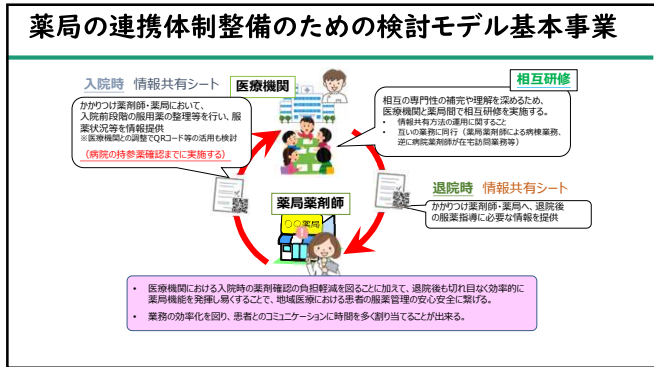 薬局の連携体制整備のための検討モデル基本事業
入院時 情報共有シート
医療機関
相互研修
かかりつけ薬剤師・薬局において、
入院前段階の服用薬の整理等を行い、服
薬状況等を情報提供
※医療機関との調整でQRコード等の活用も検討
(病院の持参薬確認までに実施する)
相互の専門性の補完や理解を深めるため、
医療機関と薬局間で相互研修を実施する。
• 情報共有方法の運用に関すること
• 互いの業務に同行(薬局薬剤師による病棟業務、
逆に病院薬剤師が在宅訪問業務等)
退院時 情報共有シート
かかりつけ薬剤師・薬局へ、退院後
の服薬指導に必要な情報を提供
薬局薬剤師
〇〇薬局
• 医療機関における入院時の薬剤確認の負担軽減を図ることに加えて、退院後も切れ目なく効率的に
薬局機能を発揮し易くすることで、地域医療における患者の服薬管理の安心安全に繋げる。
• 業務の効率化を図り、患者とのコミュニケーションに時間を多く割り当てることが出来る。